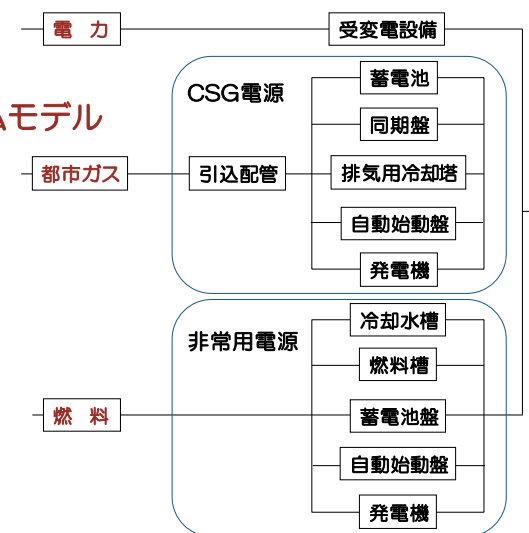 電 力
受変電設備
CSG電源
蓄電池
ムモデル
同期盤
都市ガス
引込配管
排気用冷却塔
自動始動盤
発電機
冷却水槽
非常用電源
燃料槽
燃 料
蓄電池盤
自動始動盤
発電機